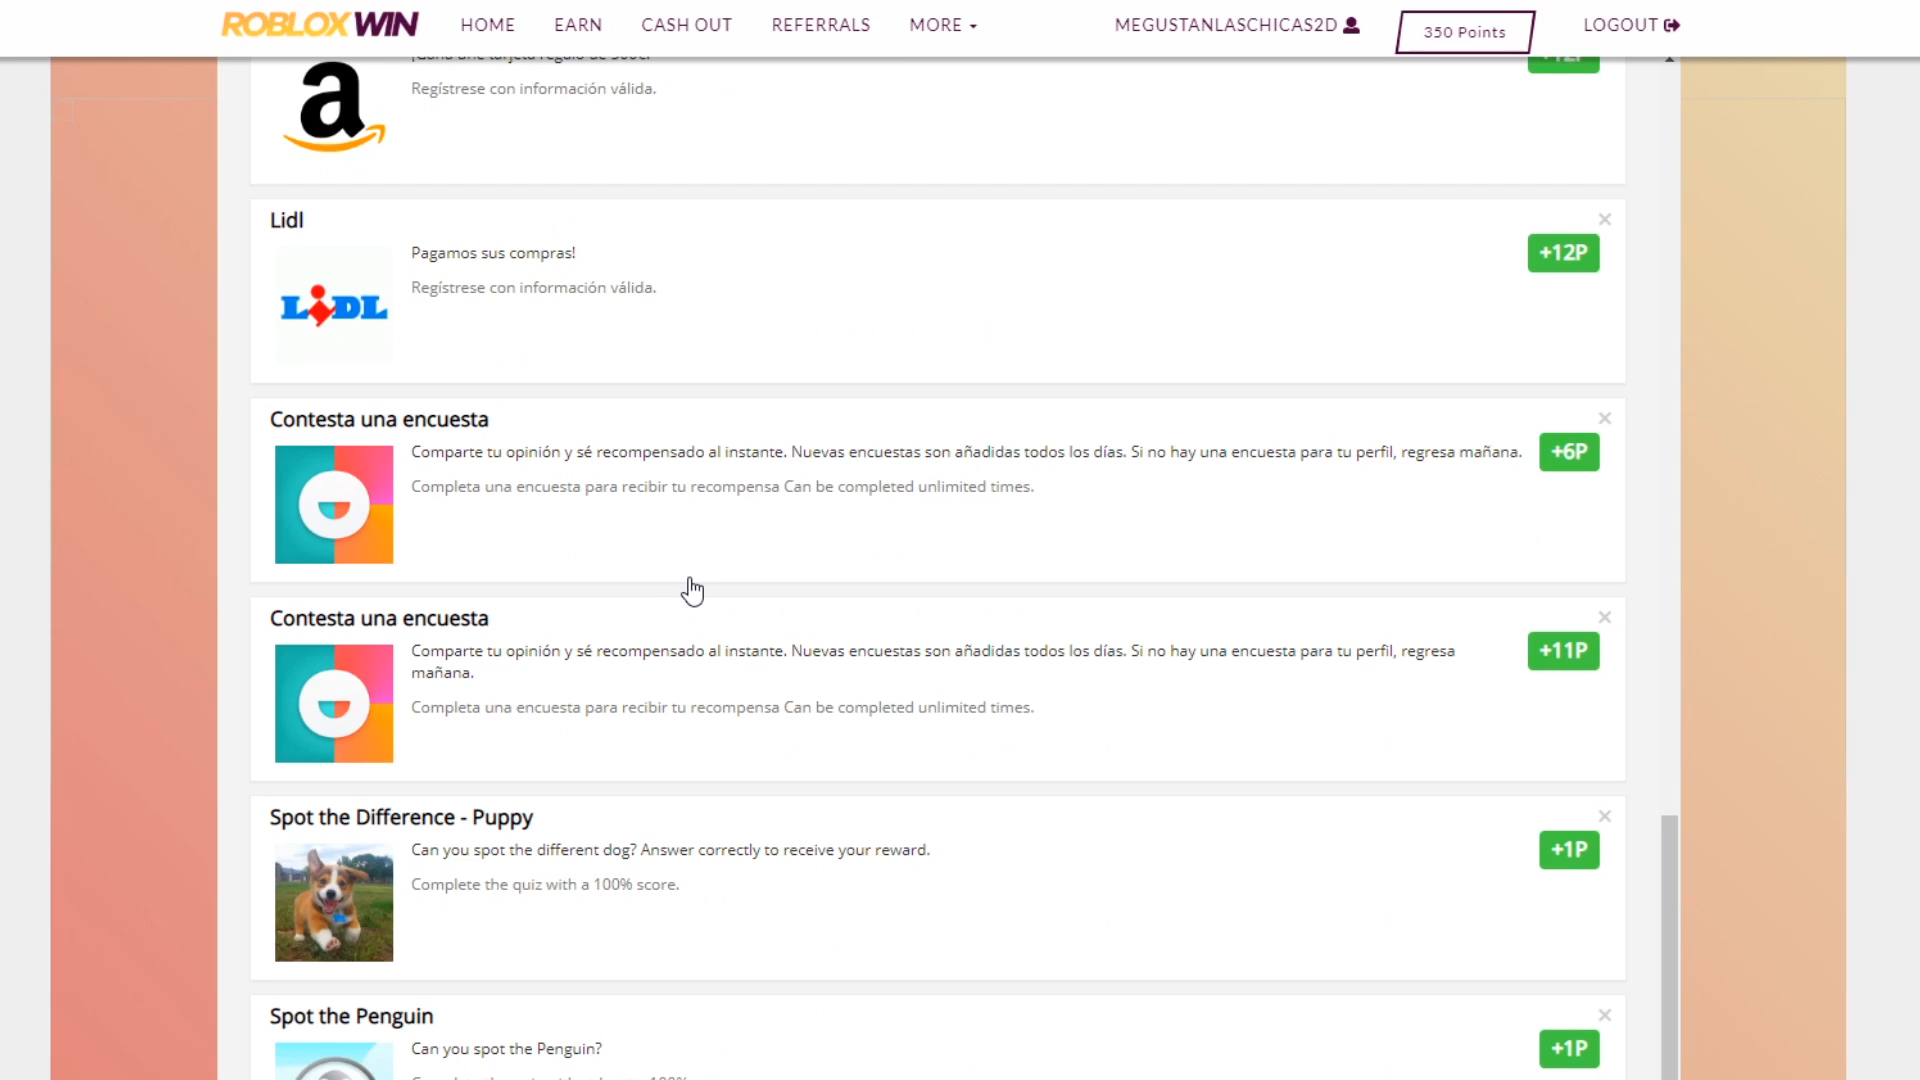 ROBLOXWIN HOME EARN CASH OUT REFERRALS MORE MEGUSTANLASCHICAS2D 350 Points LOGOUT
a
Regístrese con información válida.
Lidl
Pagamos sus compras!
+12P
Regístrese con información válida.
LIDL
Contesta una encuesta
Comparte tu opinión y sé recompensado al instante. Nuevas encuestas son añadidas todos los días. Si no hay una encuesta para tu perfil, regresa mañana.
+6P
Completa una encuesta para recibir tu recompensa Can be completed unlimited times.
Contesta una encuesta
Comparte tu opinión y sé recompensado al instante. Nuevas encuestas son añadidas todos los días. Si no hay una encuesta para tu perfil, regresa
mañana.
+11P
Completa una encuesta para recibir tu recompensa Can be completed unlimited times.
Spot the Difference - Puppy
Can you spot the different dog? Answer correctly to receive your reward.
+1P
Complete the quiz with a 100% score.
Spot the Penguin
Can you spot the Penguin?
+1P